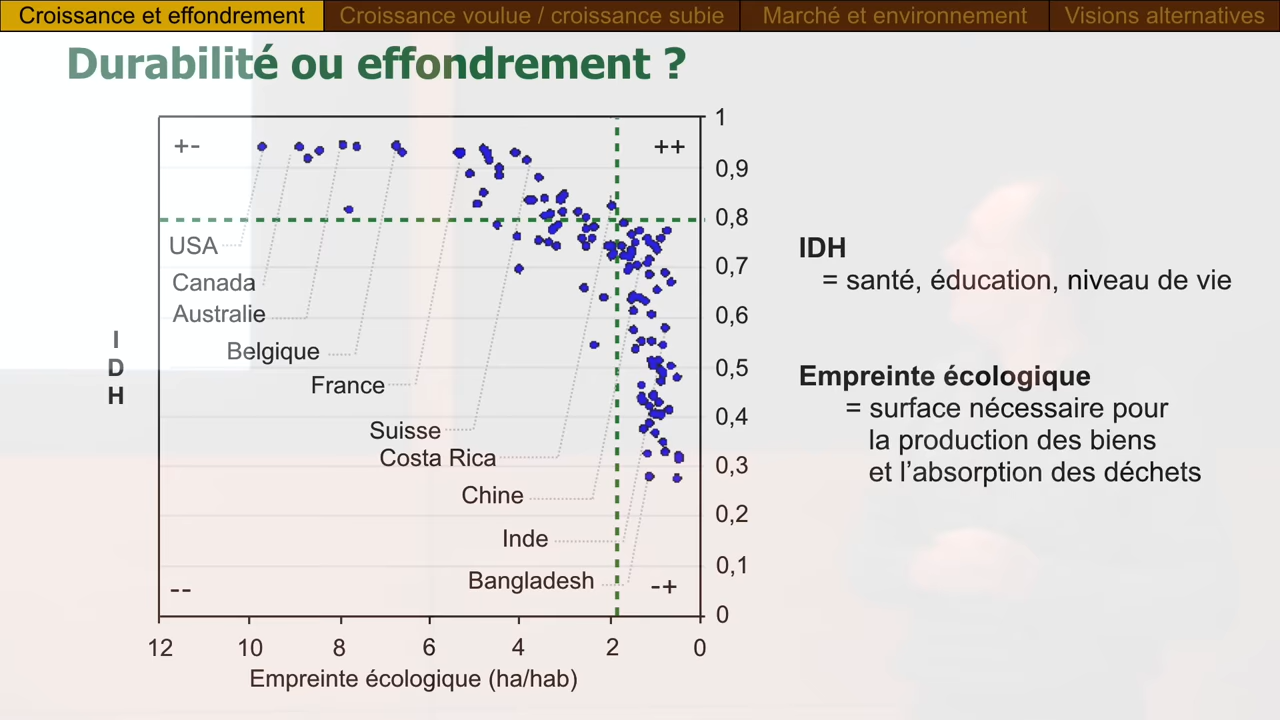 Croissance et effondrement
Croissance voulue / croissance subie
Marché et environnement
Visions alternatives
Durabilité ou effondrement ?
+-
++
USA
Canada
Australie
Belgique
France
Suisse
Costa Rica
Chine
Inde
Bangladesh
--
-+
I
D
H
1
0,9
0,8
0,7
0,6
0,5
0,4
0,3
0,2
0,1
0
12 10 8 6 4 2 0
Empreinte écologique (ha/hab)
IDH
= santé, éducation, niveau de vie
Empreinte écologique
= surface nécessaire pour
la production des biens
et l’absorption des déchets